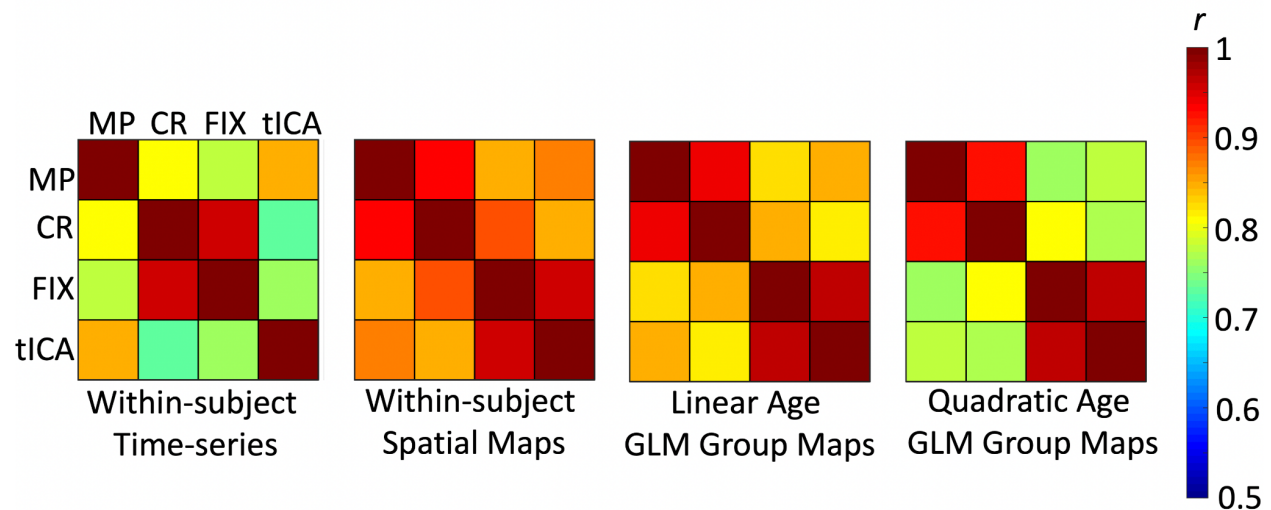 r
1
MP CR FIX tICA
MP
CR
FIX
tICA
0.9
0.8
0.7
0.6
0.5
Within-subject
Time-series
Within-subject
Spatial Maps
Linear Age
GLM Group Maps
Quadratic Age
GLM Group Maps